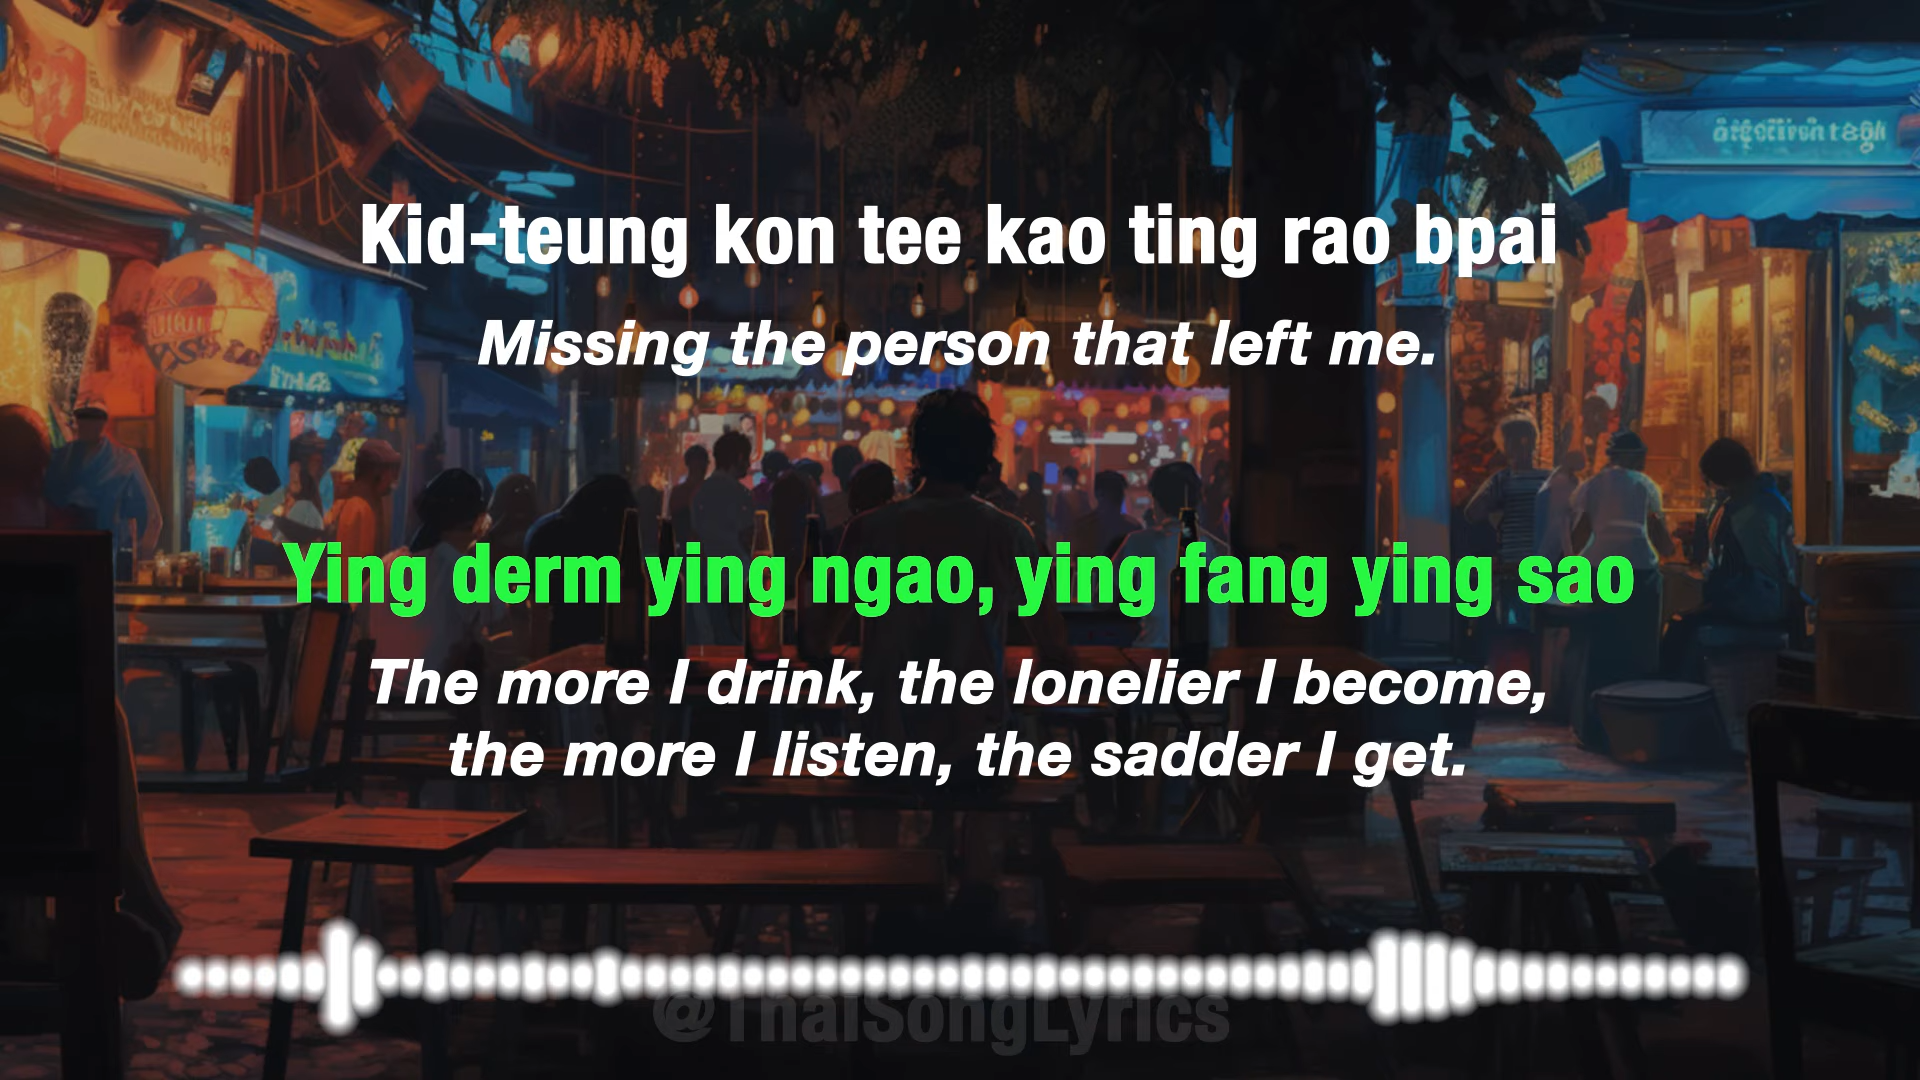 Kid-teung kon tee kao ting rao bpai
Missing the person that left me.
Ying derm ying ngao, ying fang ying sao
The more I drink, the lonelier I become,
the more I listen, the sadder I get.
@ThaiSongLyrics